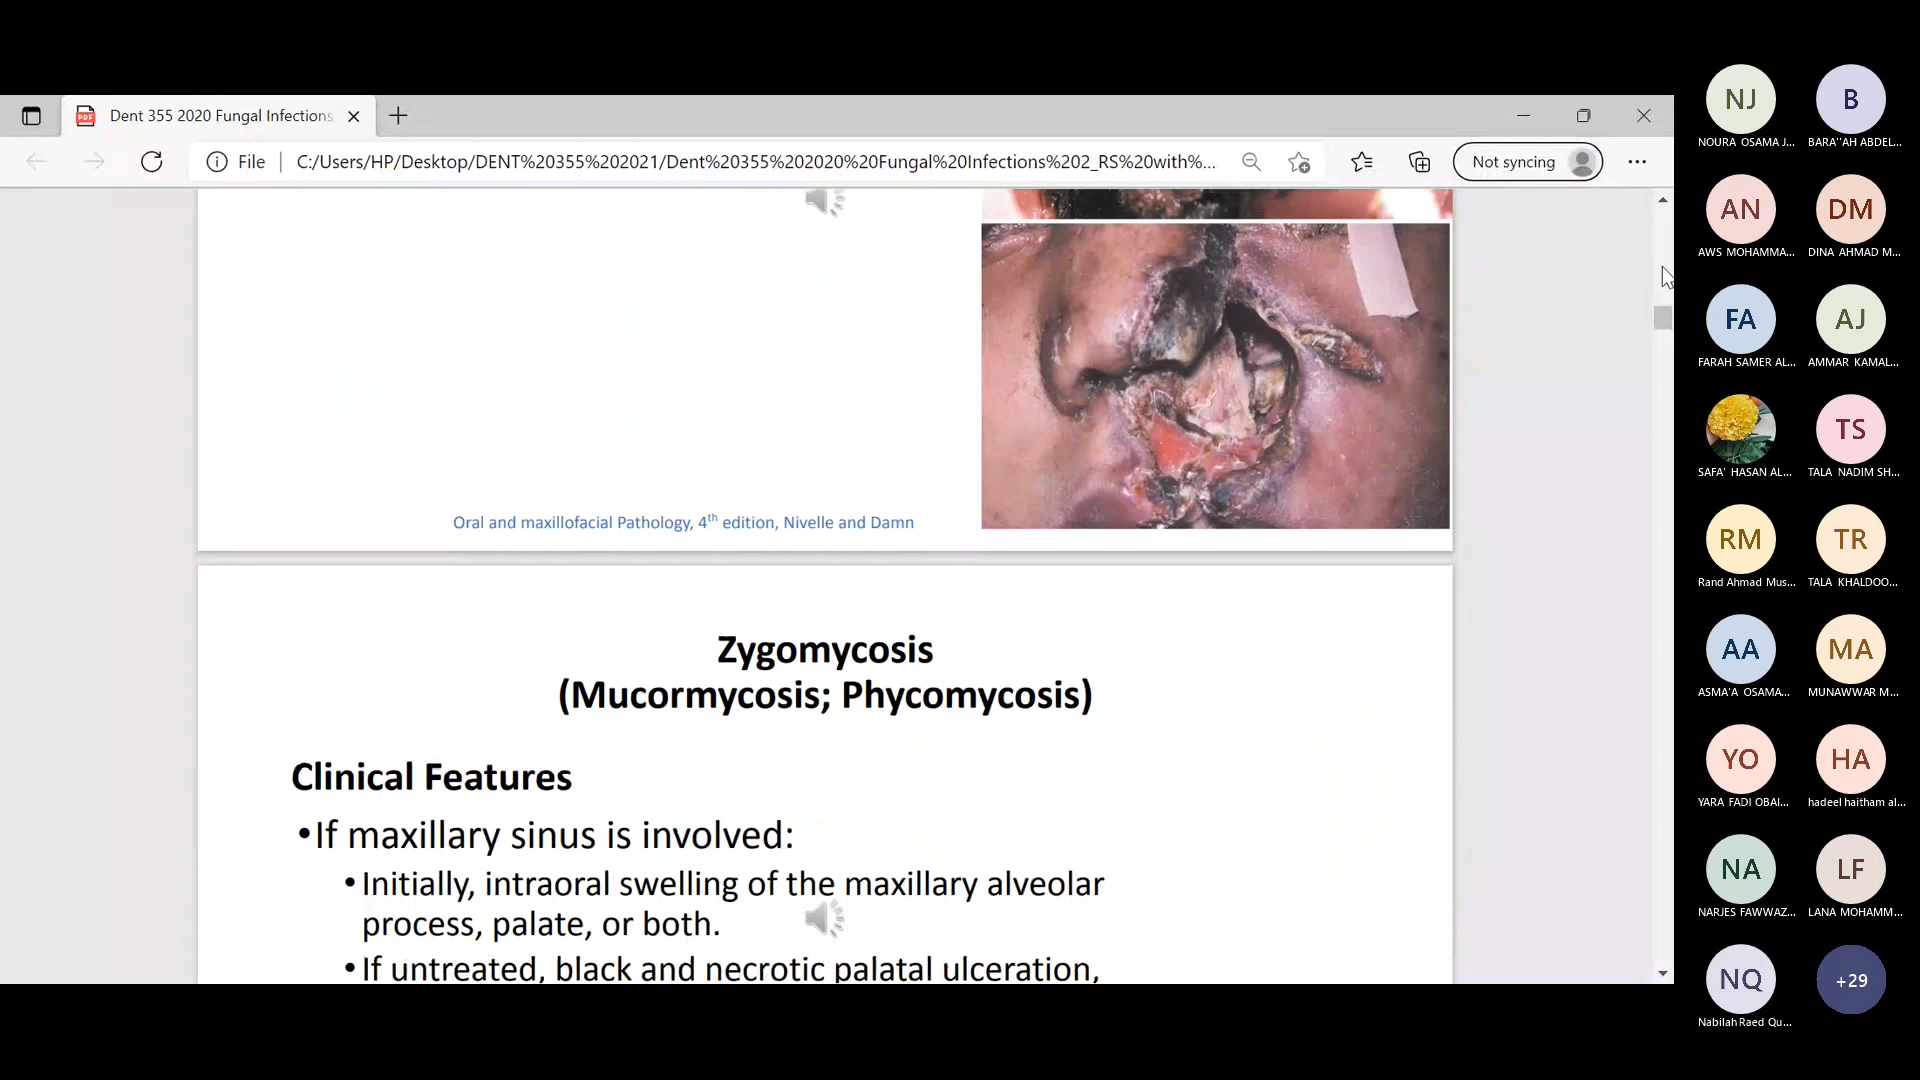 Dent 355 2020 Fungal Infections
File
C:/Users/HP/Desktop/DENT%20355%202021/Dent%20355%202020%20Fungal%20Infections%202_RS%20with%...
Not syncing
Oral and maxillofacial Pathology, 4th edition, Nivelle and Damn
Zygomycosis
(Mucormycosis; Phycomycosis)
Clinical Features
•If maxillary sinus is involved:
•Initially, intraoral swelling of the maxillary alveolar
process, palate, or both.
•If untreated, black and necrotic palatal ulceration,
NJ
B
NOURA OSAMA J...
BARA''AH ABDEL...
AN
DM
AWS MOHAMMA...
DINA AHMAD M...
FA
AJ
FARAH SAMER AL...
AMMAR KAMAL...
TS
SAFA' HASAN AL...
TALA NADIM SH...
RM
TR
Rand Ahmad Mus...
TALA KHALDOO...
AA
MA
ASMA'A OSAMA...
MUNAWWAR M...
YO
HA
YARA FADI OBAI...
hadeel haitham al...
NA
LF
NARJES FAWWAZ...
LANA MOHAMM...
NQ
+29
Nabilah Raed Qu...